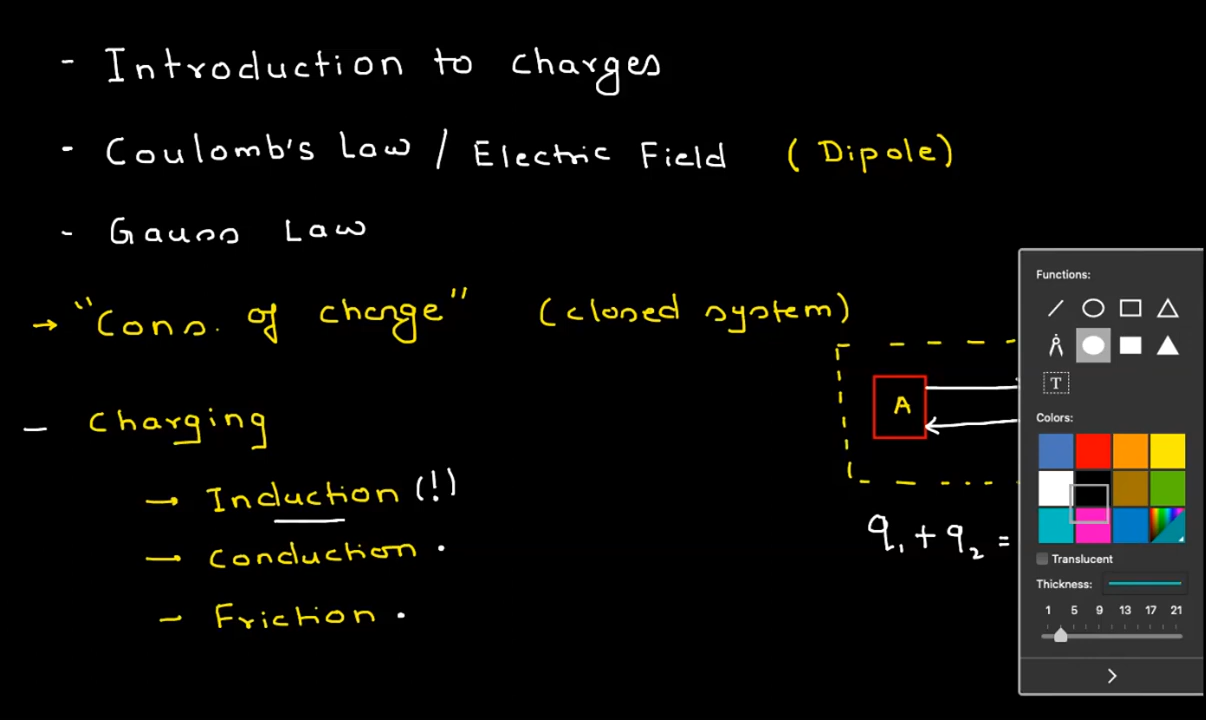 - Introduction to charges
- Coulomb's Law / Electric Field (Dipole)
- Gauss Law
→ "Cons. of charge" (closed system)
A
- Charging
→ Induction (!)
→ Conduction .
- Friction .
q₁ + q₂ =
Functions:
T
Colors:
Translucent
Thickness:
1 5 9 13 17 21